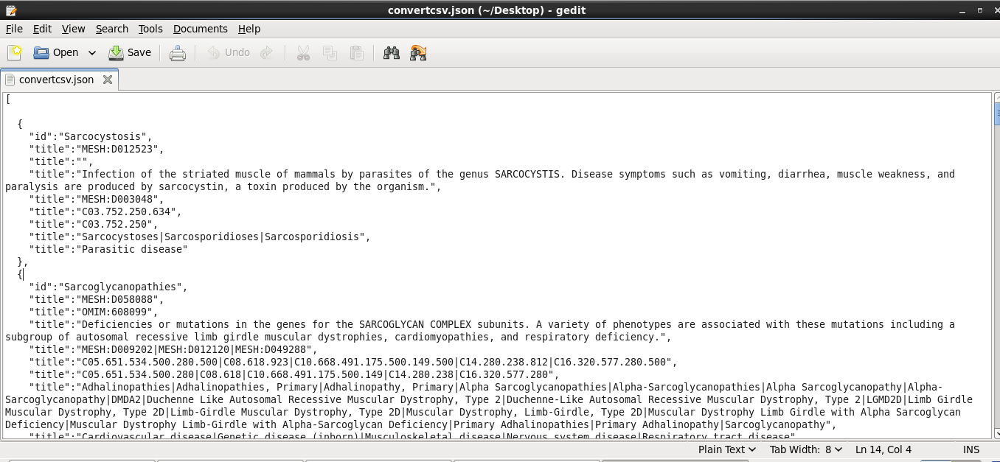 convertcsv.json (~/Desktop) - gedit
File Edit View Search Tools Documents Help
Open Save Undo
convertcsv.json
[
{
"id":"Sarcocystosis",
"title":"MESH:D012523",
"title":"",
"title":"Infection of the striated muscle of mammals by parasites of the genus SARCOCYSTIS. Disease symptoms such as vomiting, diarrhea, muscle weakness, and
paralysis are produced by sarcocystin, a toxin produced by the organism.",
"title":"MESH:D003048",
"title":"C03.752.250.634",
"title":"C03.752.250",
"title":"Sarcocystoses|Sarcosporidioses|Sarcosporidiosis",
"title":"Parasitic disease"
},
{
"id":"Sarcoglycanopathies",
"title":"MESH:D058088",
"title":"OMIM:608099",
"title":"Deficiencies or mutations in the genes for the SARCOGLYCAN COMPLEX subunits. A variety of phenotypes are associated with these mutations including a
subgroup of autosomal recessive limb girdle muscular dystrophies, cardiomyopathies, and respiratory deficiency.",
"title":"MESH:D009202|MESH:D012120|MESH:D049288",
"title":"C05.651.534.500.280.500|C08.618.923|C10.668.491.175.500.149.500|C14.280.238.812|C16.320.577.280.500",
"title":"C05.651.534.500.280|C08.618|C10.668.491.175.500.149|C14.280.238|C16.320.577.280",
"title":"Adhalinopathies|Adhalinopathies, Primary|Adhalinopathy, Primary|Alpha Sarcoglycanopathies|Alpha-Sarcoglycanopathies|Alpha Sarcoglycanopathy|Alpha-
Sarcoglycanopathy|DMDA2|Duchenne Like Autosomal Recessive Muscular Dystrophy, Type 2|Duchenne-Like Autosomal Recessive Muscular Dystrophy, Type 2|LGMD2D|Limb Girdle
Muscular Dystrophy, Type 2D|Limb-Girdle Muscular Dystrophy, Type 2D|Muscular Dystrophy, Limb-Girdle, Type 2D|Muscular Dystrophy Limb Girdle with Alpha Sarcoglycan
Deficiency|Muscular Dystrophy Limb-Girdle with Alpha-Sarcoglycan Deficiency|Primary Adhalinopathies|Primary Adhalinopathy|Sarcoglycanopathy",
"title":"Cardiovascular disease|Genetic disease (inborn)|Musculoskeletal disease|Nervous system disease|Respiratory tract disease"
Plain Text Tab Width: 8 Ln 14, Col 4 INS